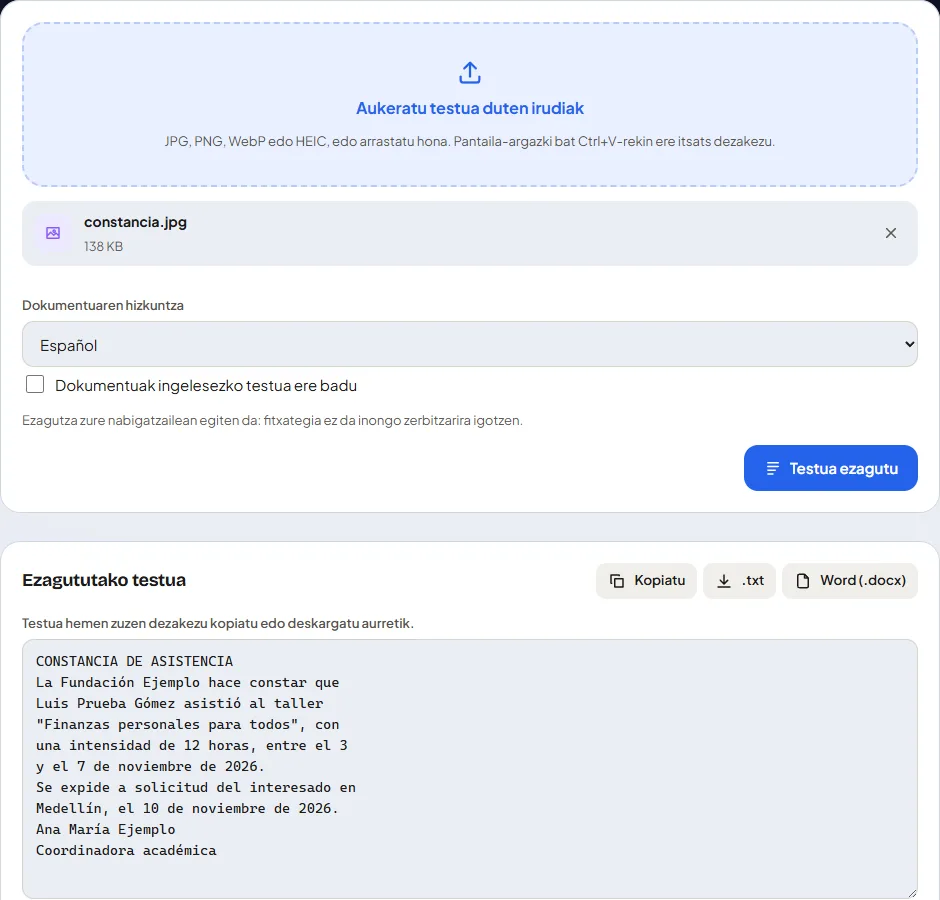 Aukeratu testua duten irudiak
JPG, PNG, WebP edo HEIC, edo arrastatu hona. Pantaila-argazki bat Ctrl+V-rekin ere itsats dezakezu.
constancia.jpg
138 KB
Dokumentuaren hizkuntza
Español
Dokumentuak ingelesezko testua ere badu
Ezagutza zure nabigatzailean egiten da: fitxategia ez da inongo zerbitzarira igotzen.
Testua ezagutu
Ezagututako testua
Kopiatu
.txt
Word (.docx)
Testua hemen zuzen dezakezu kopiatu edo deskargatu aurretik.
CONSTANCIA DE ASISTENCIA
La Fundación Ejemplo hace constar que
Luis Prueba Gómez asistió al taller
"Finanzas personales para todos", con
una intensidad de 12 horas, entre el 3
y el 7 de noviembre de 2026.
Se expide a solicitud del interesado en
Medellín, el 10 de noviembre de 2026.
Ana María Ejemplo
Coordinadora académica